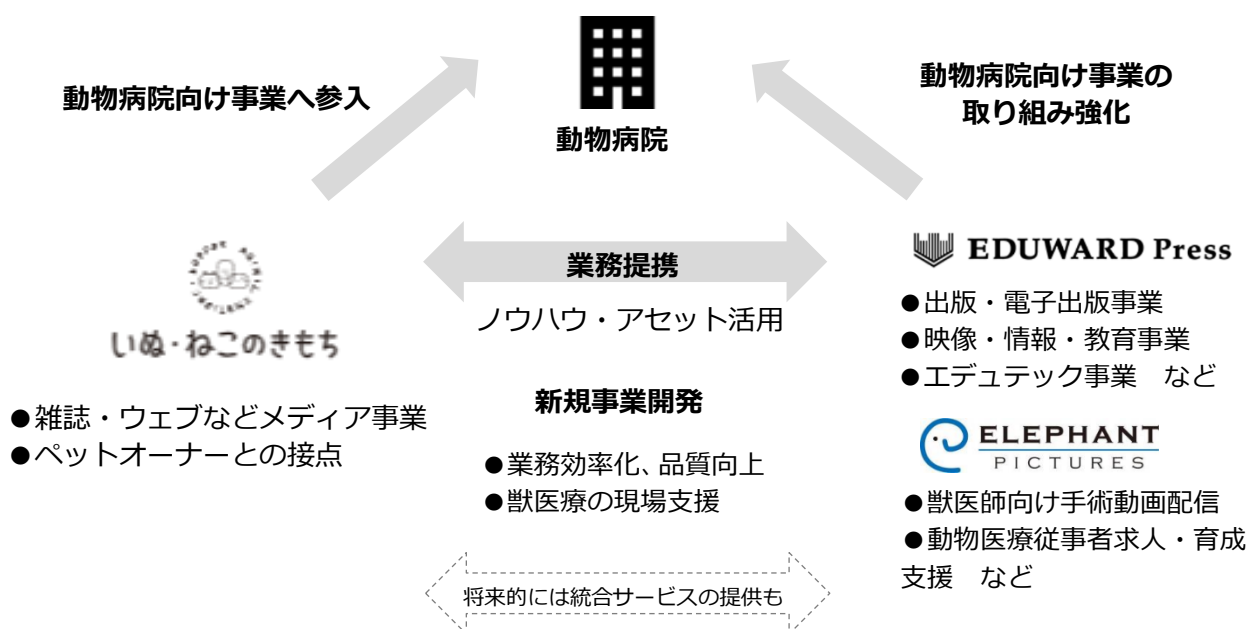 動物病院向け事業へ参入
動物病院
動物病院向け事業の
取り組み強化
業務提携
ノウハウ・アセット活用
いぬ・ねこのきもち
●雑誌・ウェブなどメディア事業
●ペットオーナーとの接点
新規事業開発
●業務効率化、品質向上
●獣医療の現場支援
EDUWARD Press
●出版・電子出版事業
●映像・情報・教育事業
●エデュテック事業　など
ELEPHANT
PICTURES
●獣医師向け手術動画配信
●動物医療従事者求人・育成
支援　など
将来的には統合サービスの提供も